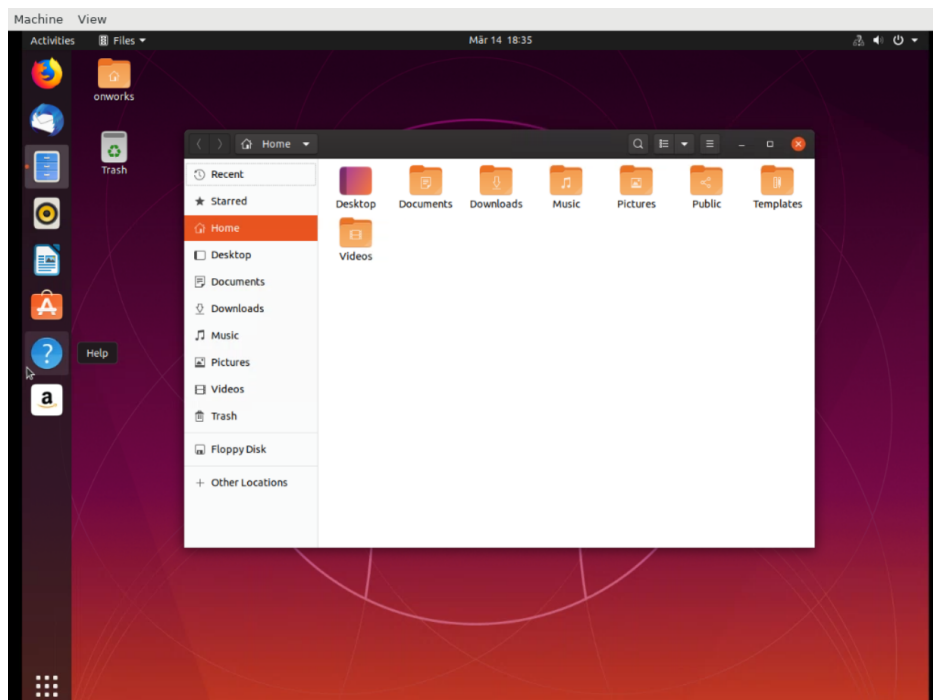 Machine View
Activities Files Mär 14 18:35
onworks
Trash
Home
Recent
Starred
Home
Desktop
Documents
Downloads
Music
Pictures
Videos
Trash
Floppy Disk
+ Other Locations
Desktop Documents Downloads Music Pictures Public Templates
Videos
? Help
a